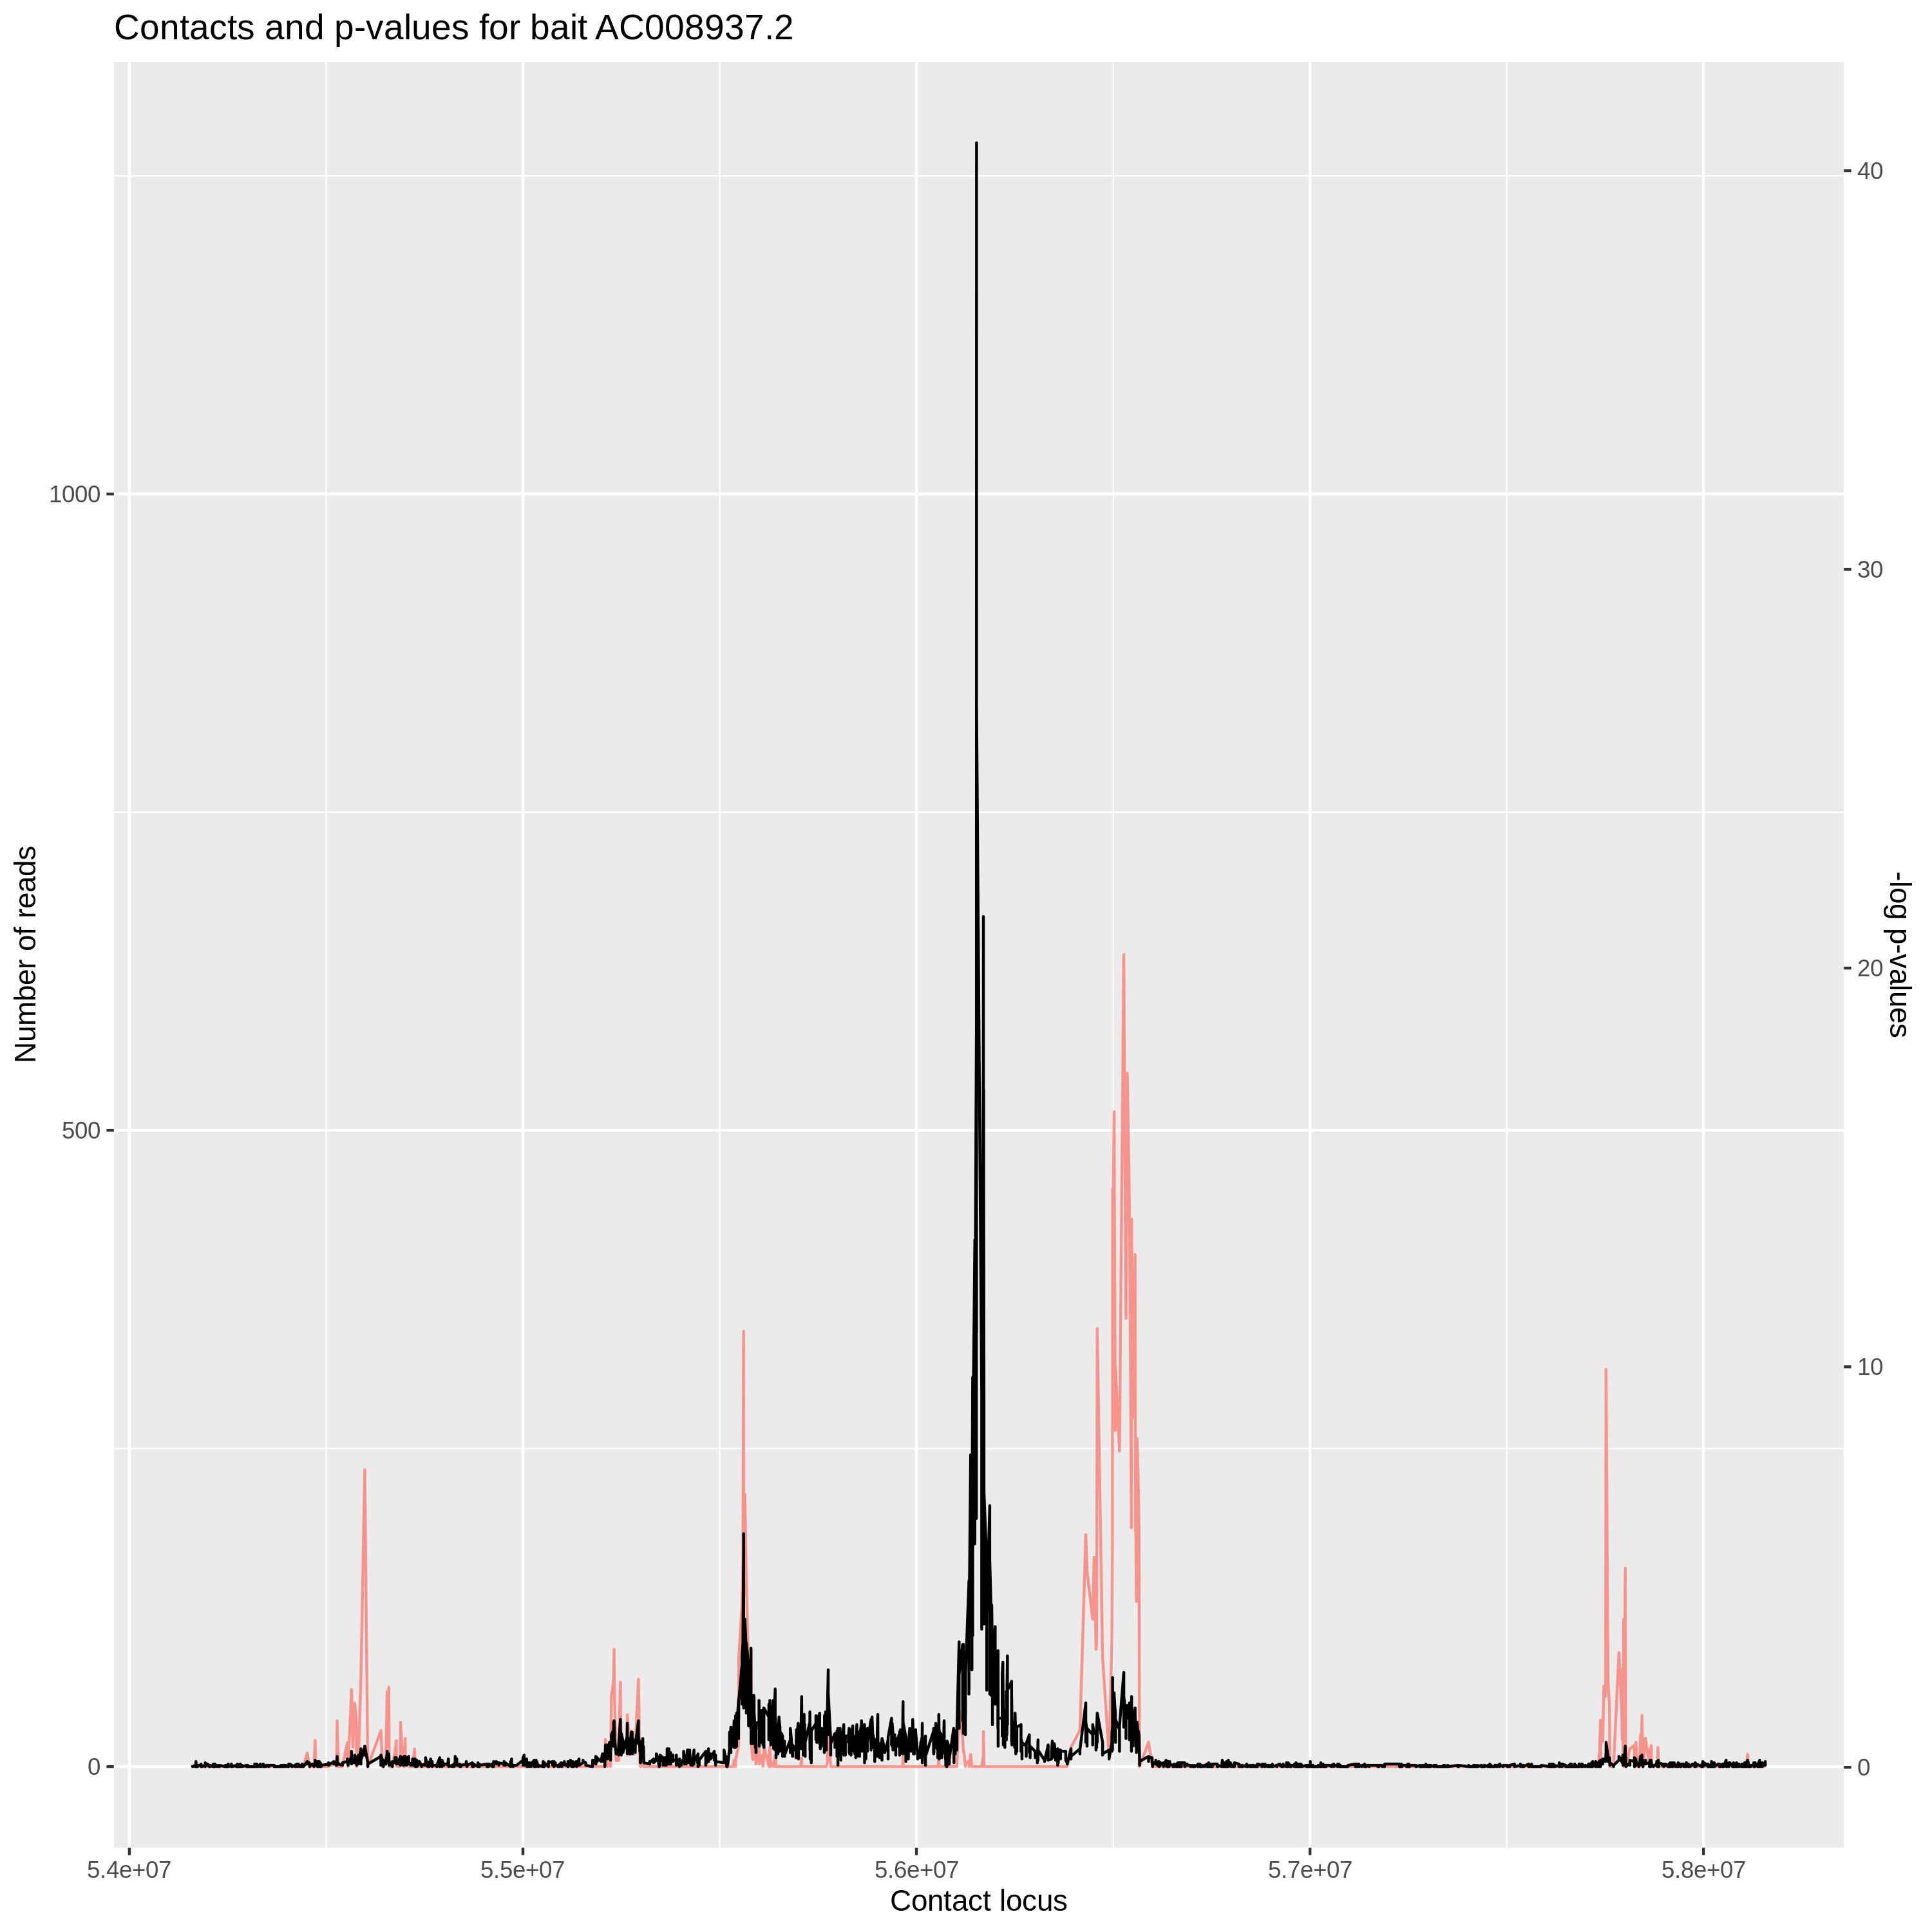 Contacts and p-values for bait AC008937.2
1000
500
0
Number of reads
40
30
20
10
0
-log p-values
5.4e+07 5.5e+07 5.6e+07 5.7e+07 5.8e+07
Contact locus